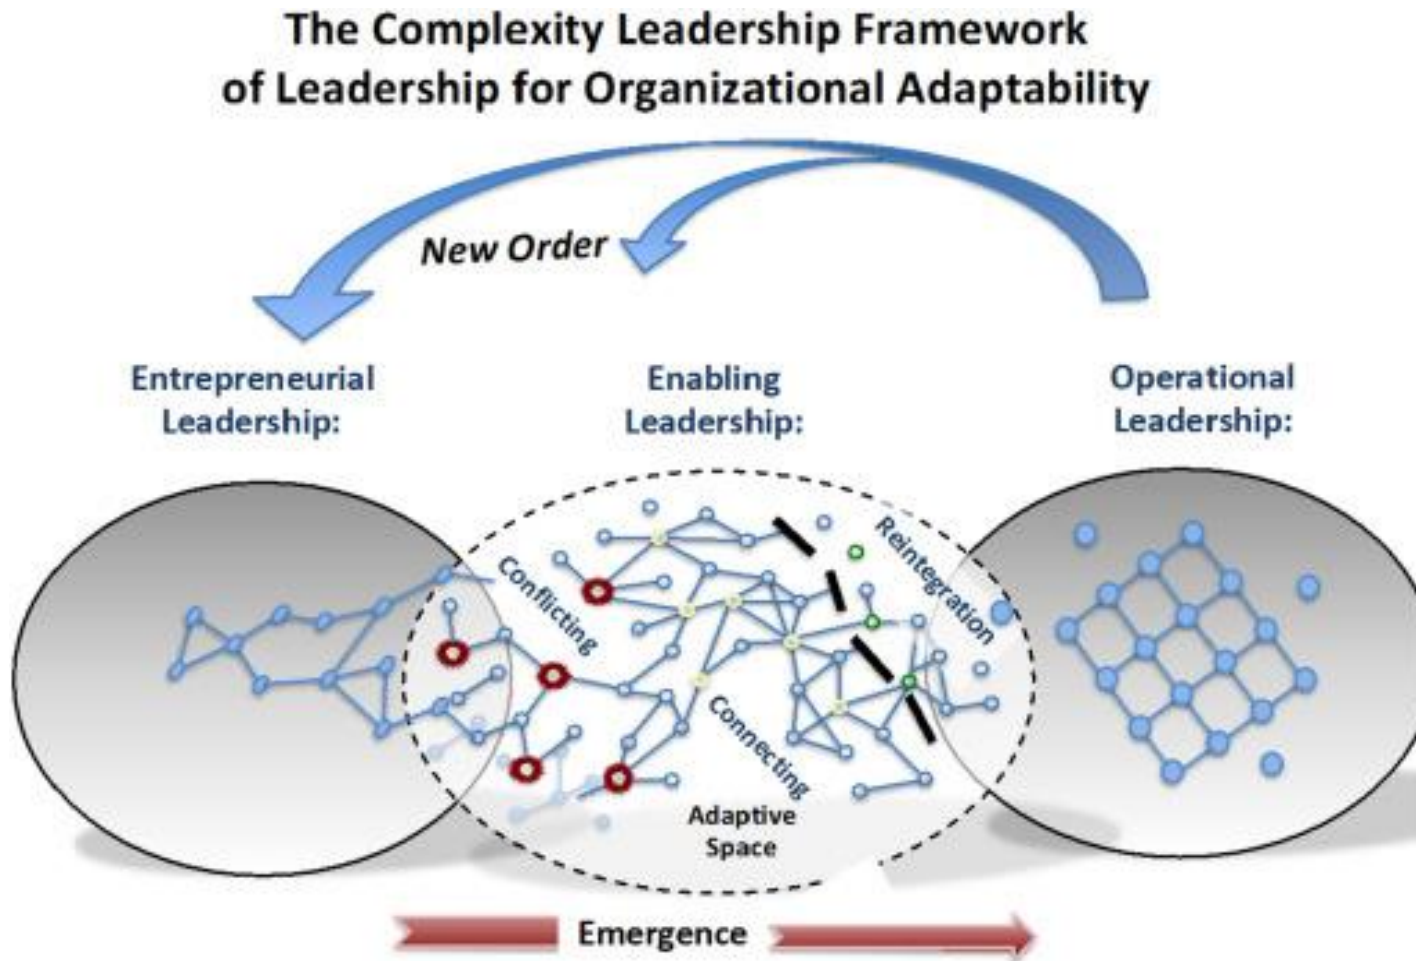 The Complexity Leadership Framework
of Leadership for Organizational Adaptability
New Order
Entrepreneurial
Leadership:
Enabling
Leadership:
Operational
Leadership:
Conflicting
Reintegration
Connecting
Adaptive
Space
Emergence